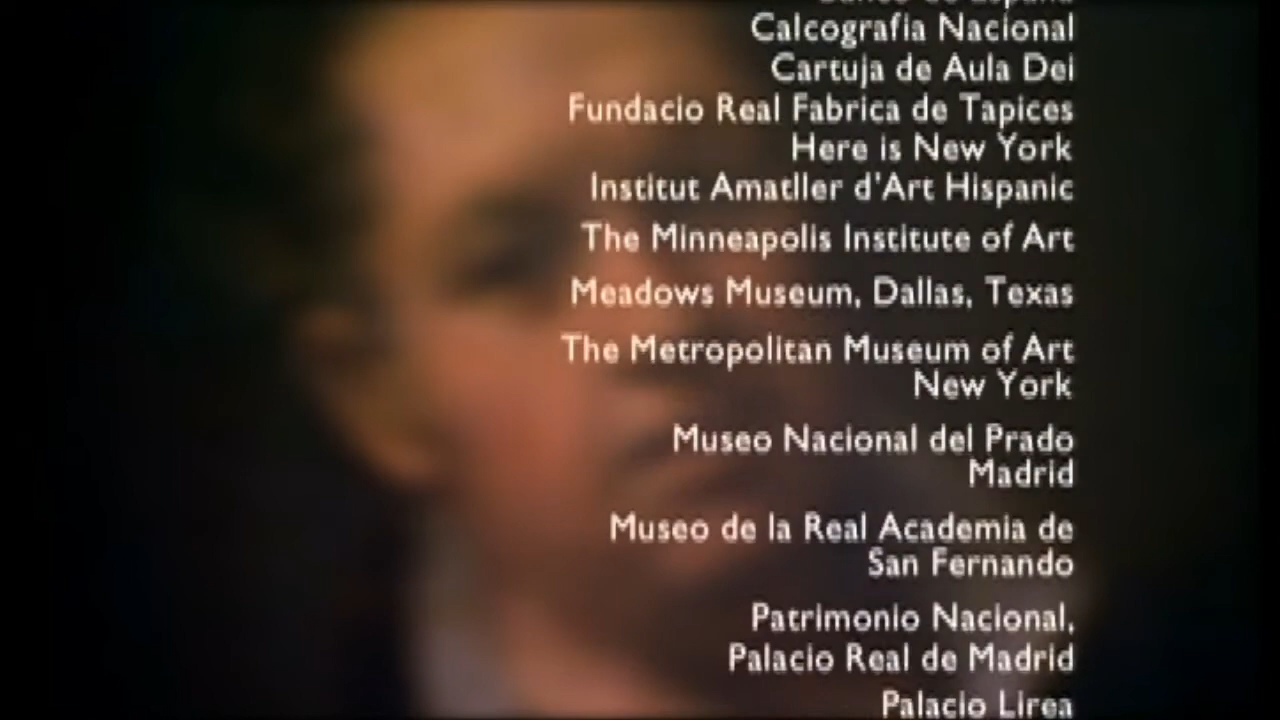 Calcografia Nacional
Cartuja de Aula Dei
Fundacio Real Fabrica de Tapices
Here is New York
Institut Amatller d'Art Hispanic
The Minneapolis Institute of Art
Meadows Museum, Dallas, Texas
The Metropolitan Museum of Art
New York
Museo Nacional del Prado
Madrid
Museo de la Real Academia de
San Fernando
Patrimonio Nacional,
Palacio Real de Madrid
Palacio Lirea